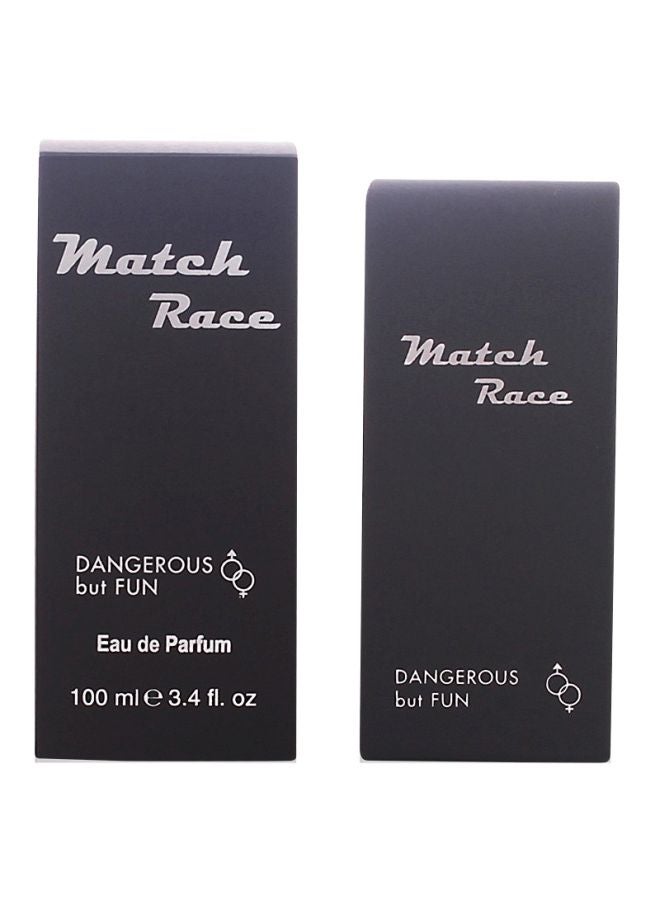 Match
Race
DANGEROUS
but FUN
Eau de Parfum
100 ml ℮ 3.4 fl. oz
Match
Race
DANGEROUS
but FUN